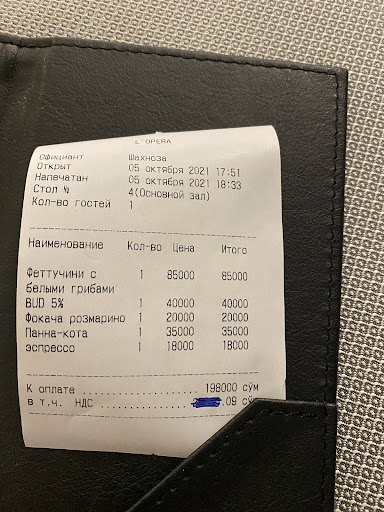 L'OPERA
Официант Шахноза
Открыт 05 октября 2021 17:51
Напечатан 05 октября 2021 18:33
Стол № 4(Основной зал)
Кол-во гостей 1
Наименование Кол-во Цена Итого
Феттучини с 1 85000 85000
белыми грибами
BUD 5% 1 40000 40000
Фокача розмарино 1 20000 20000
Панна-кота 1 35000 35000
эспрессо 1 18000 18000
К оплате ................ 198000 сўм
в т.ч. НДС ............... .09